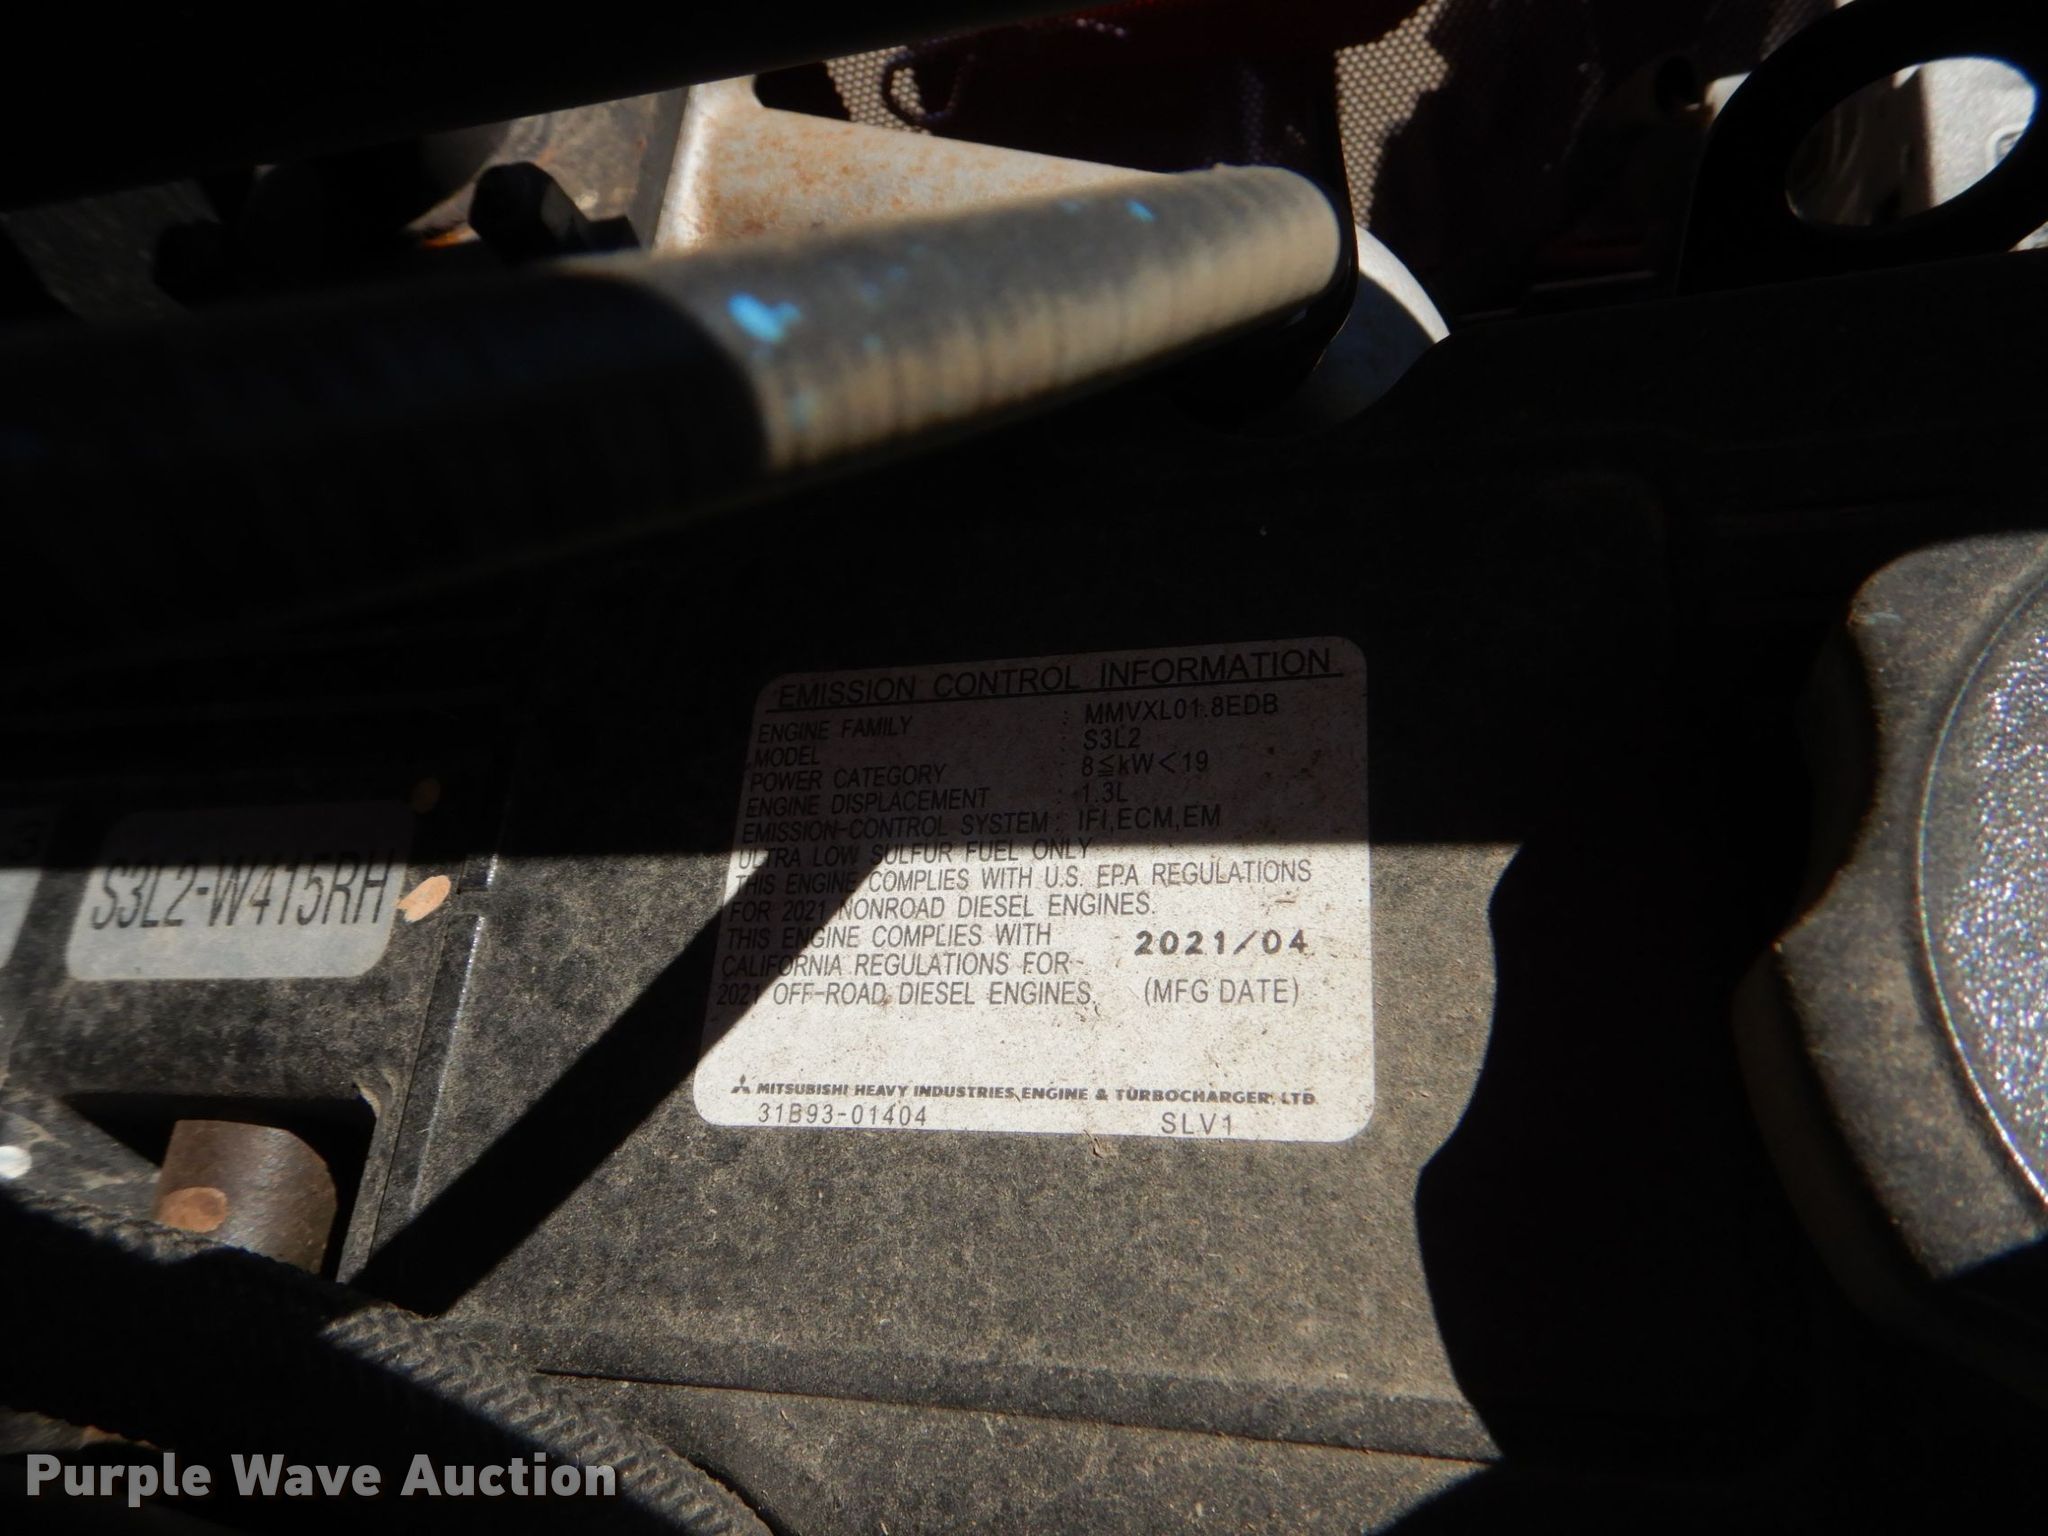 EMISSION CONTROL INFORMATION
ENGINE FAMILY : MMVXL01.8EDB
MODEL : S3L2
POWER CATEGORY : 8≦kW<19
ENGINE DISPLACEMENT : 1.3L
EMISSION-CONTROL SYSTEM : IFI,ECM,EM
ULTRA LOW SULFUR FUEL ONLY
THIS ENGINE COMPLIES WITH U.S. EPA REGULATIONS
FOR 2021 NONROAD DIESEL ENGINES.
THIS ENGINE COMPLIES WITH 2021/04
CALIFORNIA REGULATIONS FOR
2021 OFF-ROAD DIESEL ENGINES. (MFG DATE)
MITSUBISHI HEAVY INDUSTRIES ENGINE & TURBOCHARGER, LTD.
31B93-01404 SLV1
3
S3L2-W415RH
Purple Wave Auction